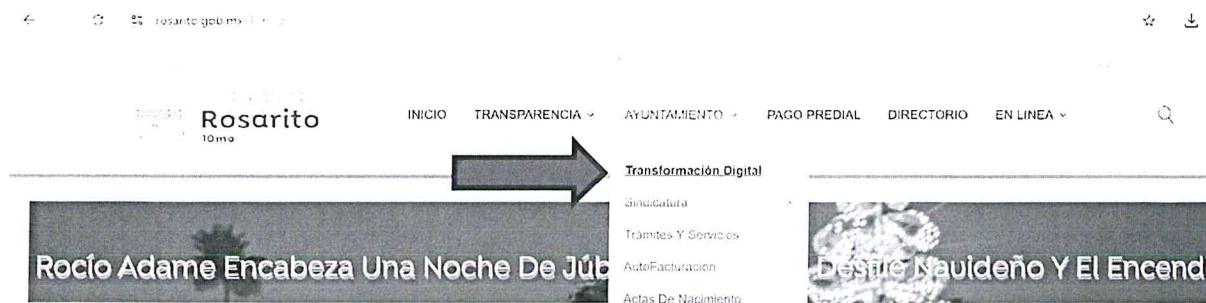 rosarito.gob.mx
Rosarito
10mo
INICIO TRANSPARENCIA AYUNTAMIENTO PAGO PREDIAL DIRECTORIO EN LINEA
Transformación Digital
Sindicatura
Trámites Y Servicios
AutoFacturación
Actas De Nacimiento
Rocío Adame Encabeza Una Noche De Júb
Desfile Navideño Y El Encend